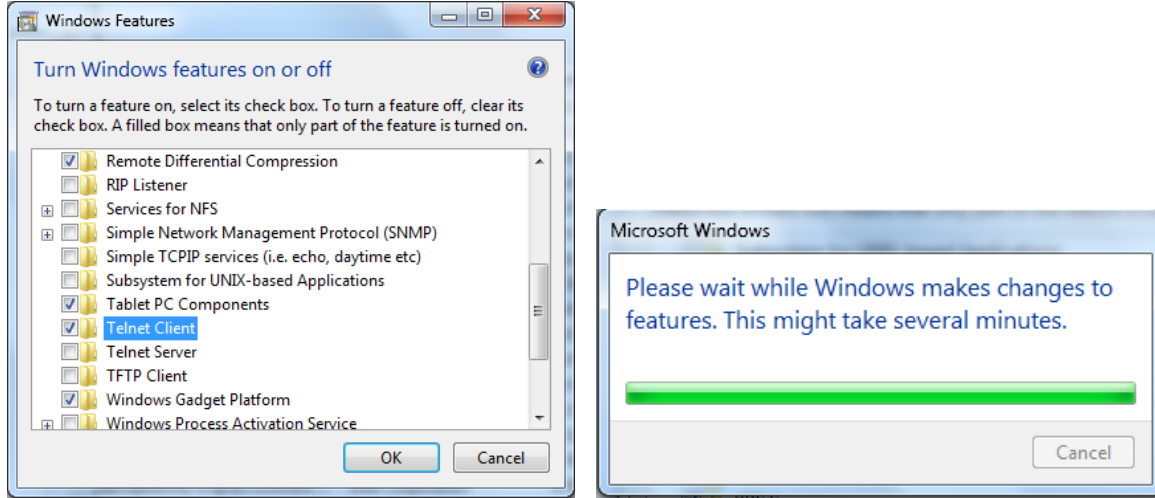 Windows Features
Turn Windows features on or off
To turn a feature on, select its check box. To turn a feature off, clear its
check box. A filled box means that only part of the feature is turned on.
Remote Differential Compression
RIP Listener
Services for NFS
Simple Network Management Protocol (SNMP)
Simple TCPIP services (i.e. echo, daytime etc)
Subsystem for UNIX-based Applications
Tablet PC Components
Telnet Client
Telnet Server
TFTP Client
Windows Gadget Platform
Windows Process Activation Service
OK Cancel
Microsoft Windows
Please wait while Windows makes changes to
features. This might take several minutes.
Cancel